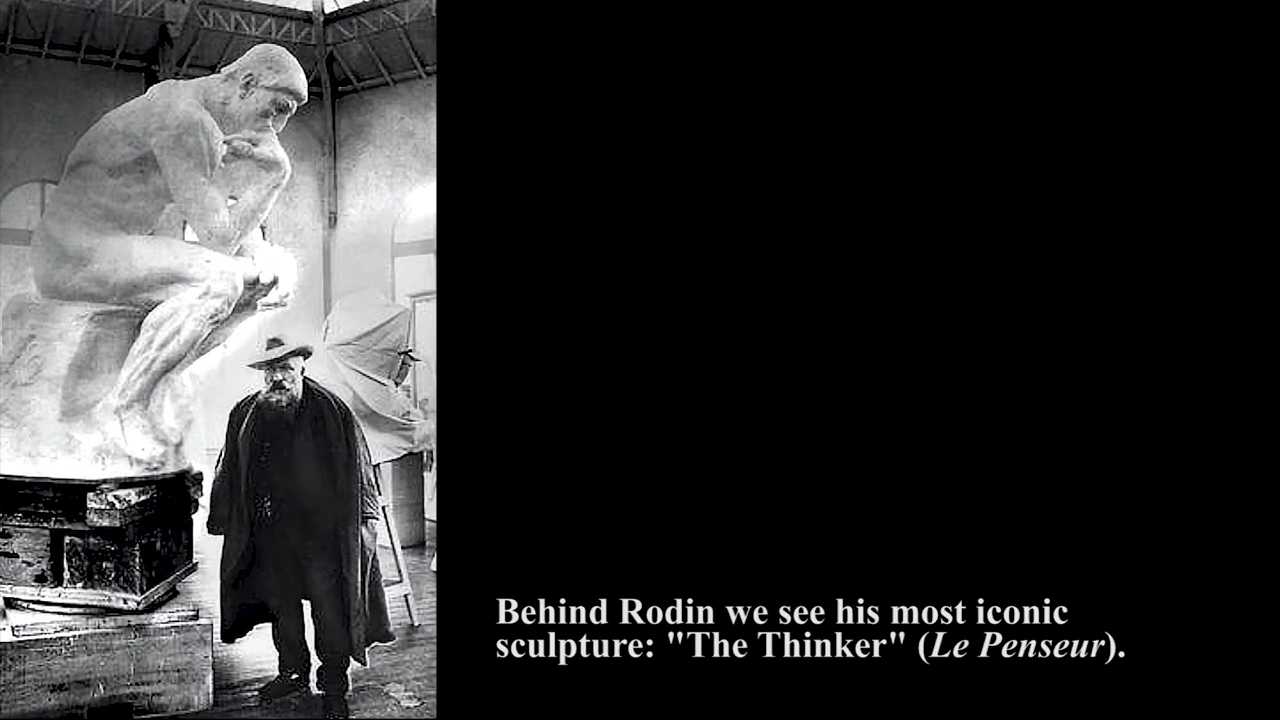 Behind Rodin we see his most iconic
sculpture: "The Thinker" (Le Penseur).